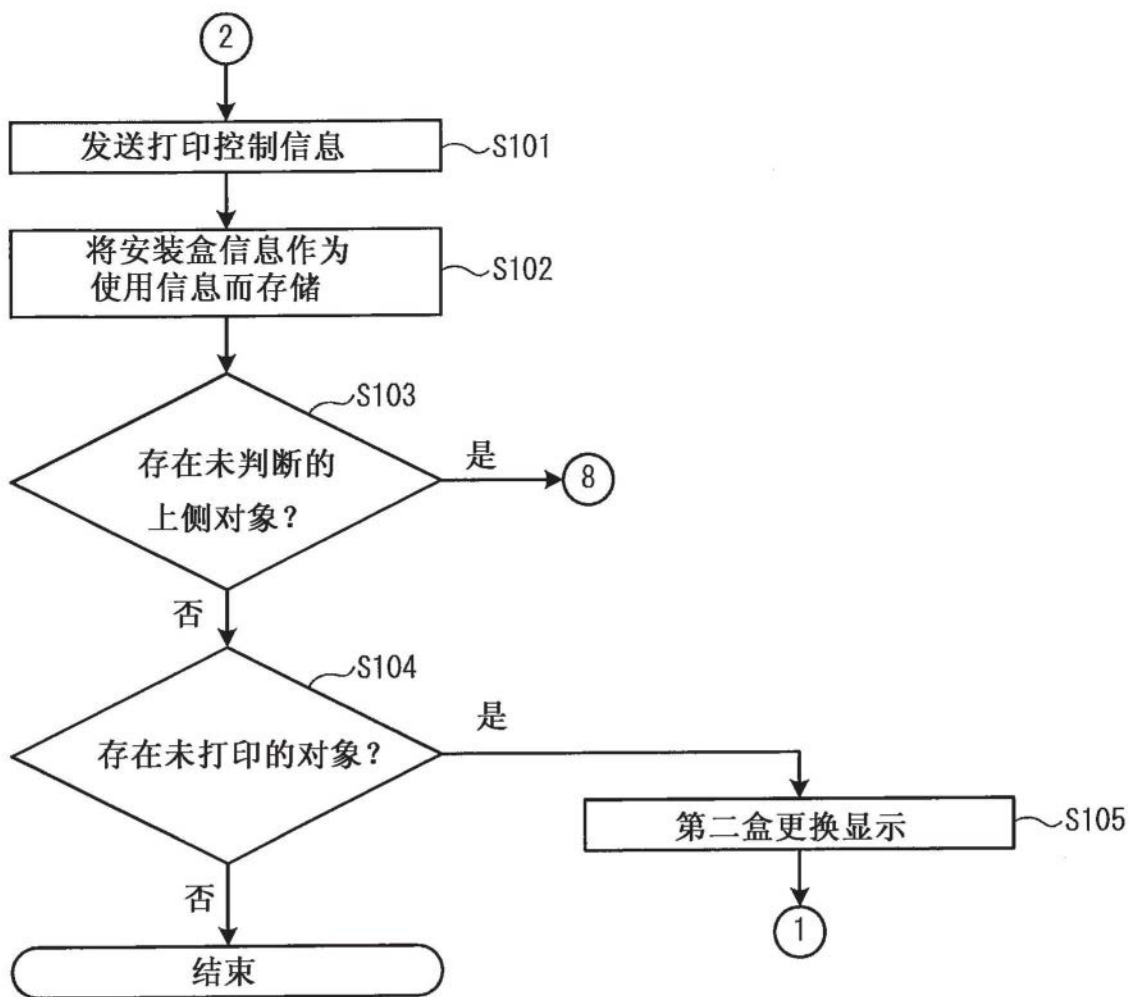 2
发送打印控制信息
S101
将安装盒信息作为
使用信息而存储
S102
S103
存在未判断的
上侧对象?
是
8
否
S104
存在未打印的对象?
是
第二盒更换显示
S105
否
1
结束